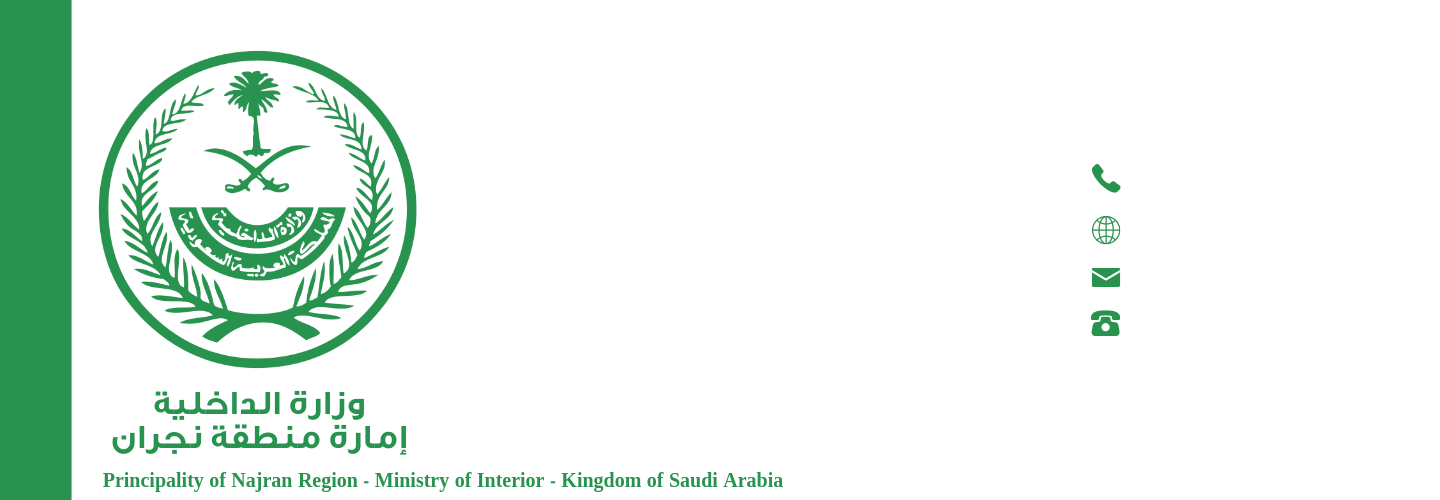 وزارة الداخلية
المملكة العربية السعودية
وزارة الداخلية
إمارة منطقة نجران
Principality of Najran Region - Ministry of Interior - Kingdom of Saudi Arabia